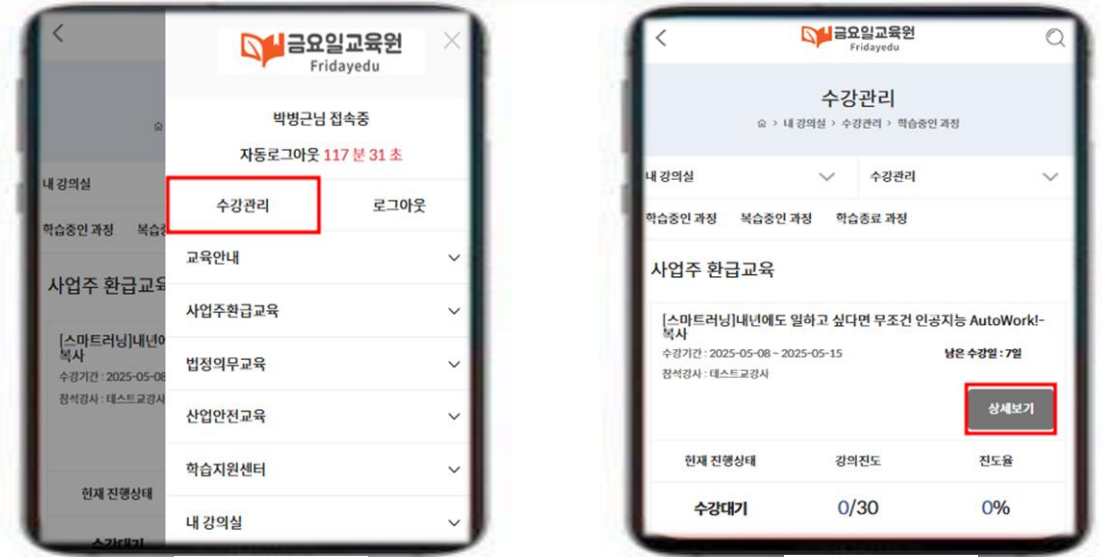 금요일교육원
Fridayedu
박병근님 접속중
자동로그아웃 117 분 31 초
수강관리
로그아웃
교육안내
사업주환급교육
법정의무교육
산업안전교육
학습지원센터
내 강의실
내 강의실
학습중인 과정 복습중
사업주 환급교육
[스마트러닝]내년에
복사
수강기간 : 2025-05-08
참석강사 : 테스트교강사
현재 진행상태
수강대기
금요일교육원
Fridayedu
수강관리
> 내 강의실 > 수강관리 > 학습중인 과정
내 강의실
수강관리
학습중인 과정 복습중인 과정 학습종료 과정
사업주 환급교육
[스마트러닝]내년에도 일하고 싶다면 무조건 인공지능 AutoWork!-
복사
수강기간 : 2025-05-08 ~ 2025-05-15 남은 수강일 : 7일
참석강사 : 테스트교강사
상세보기
현재 진행상태 강의진도 진도율
수강대기 0/30 0%